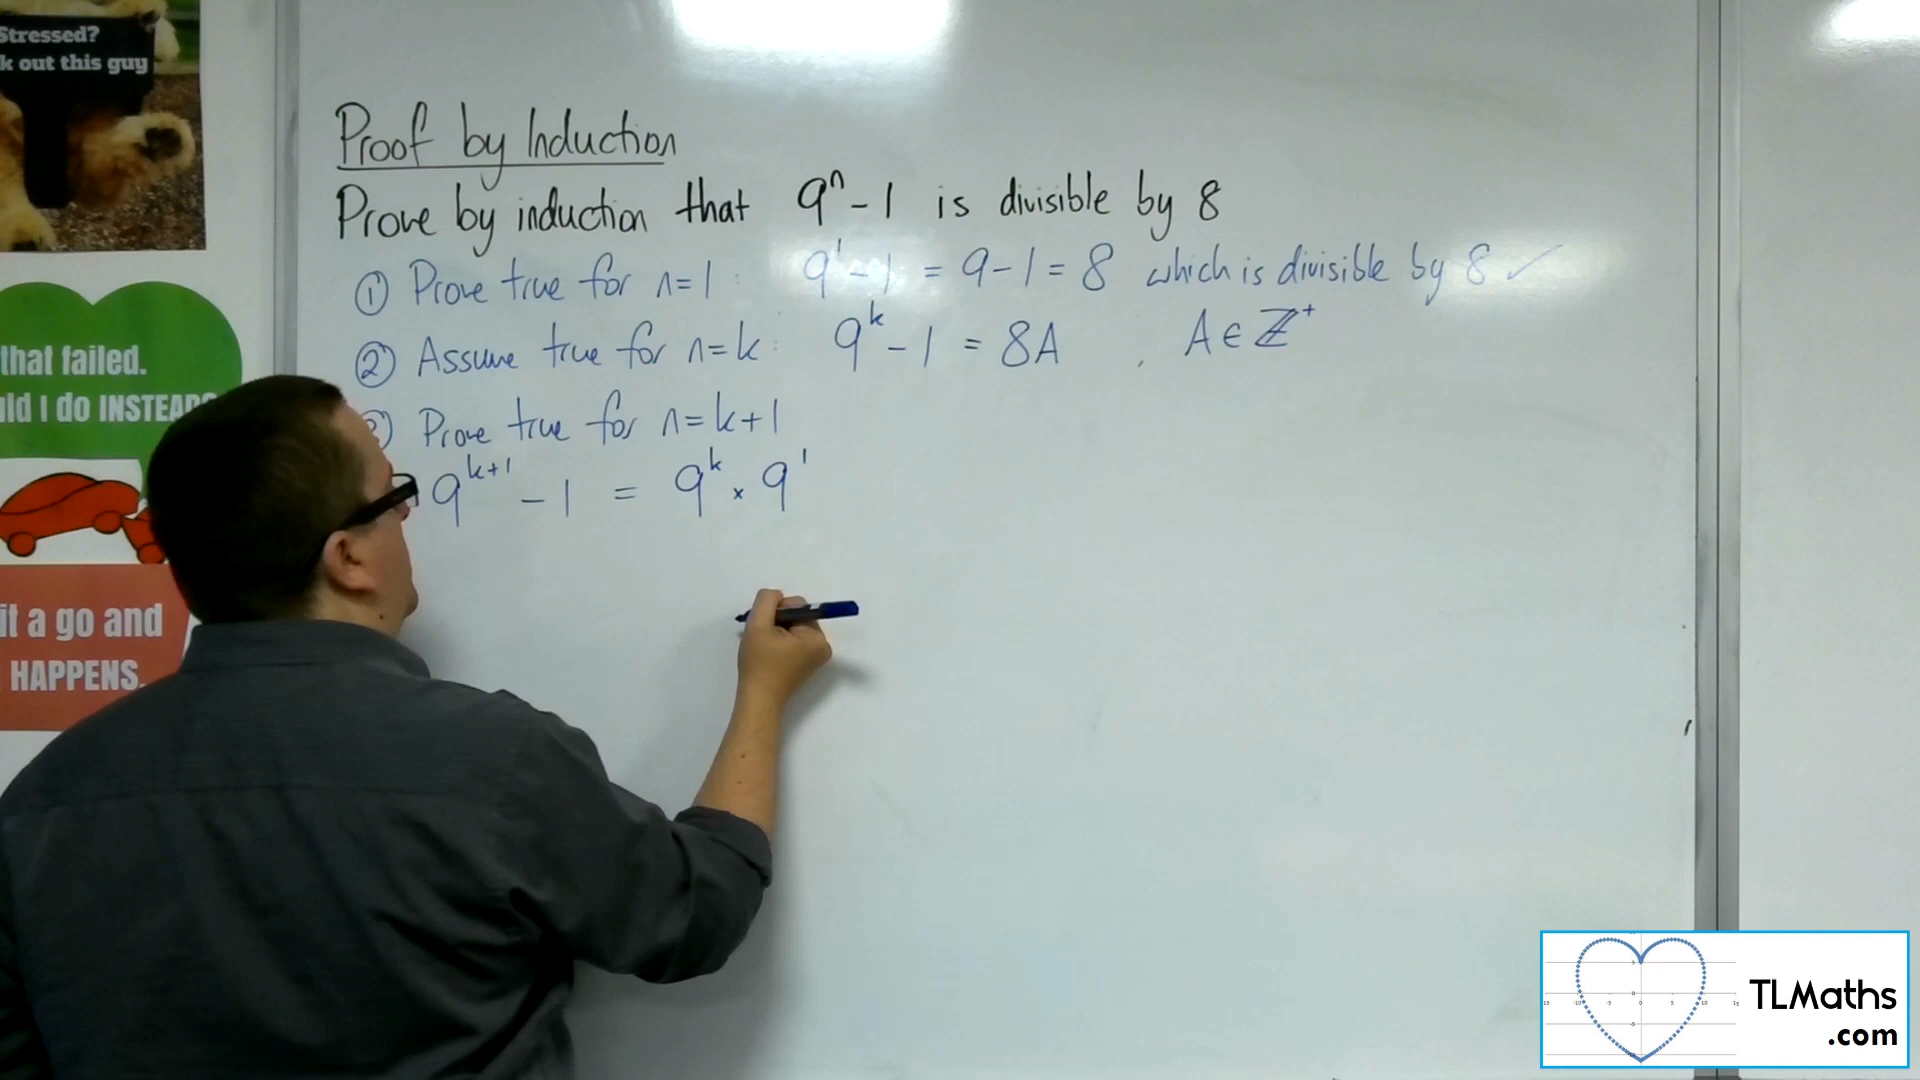 Stressed?
k out this guy
Proof by Induction
Prove by induction that 9ⁿ - 1 is divisible by 8
① Prove true for n=1 : 9¹ - 1 = 9 - 1 = 8 which is divisible by 8 ✓
② Assume true for n=k : 9ᵏ - 1 = 8A , A ∈ ℤ⁺
Prove true for n=k+1
9ᵏ⁺¹ - 1 = 9ᵏ × 9¹
that failed.
uld I do INSTEAD?
it a go and
HAPPENS.
TLMaths
.com